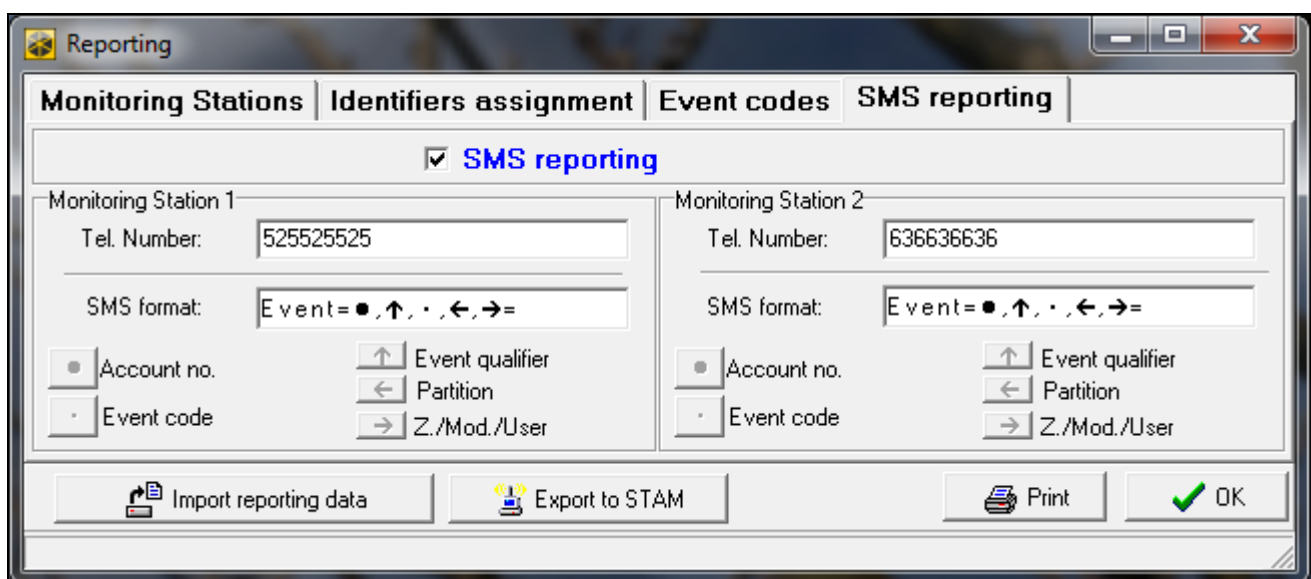 Reporting
Monitoring Stations Identifiers assignment Event codes SMS reporting
SMS reporting
Monitoring Station 1
Tel. Number: 525525525
SMS format: Event=●,↑,·,←,→=
Account no. Event qualifier
Partition
Event code Z./Mod./User
Monitoring Station 2
Tel. Number: 636636636
SMS format: Event=●,↑,·,←,→=
Account no. Event qualifier
Partition
Event code Z./Mod./User
Import reporting data Export to STAM Print OK